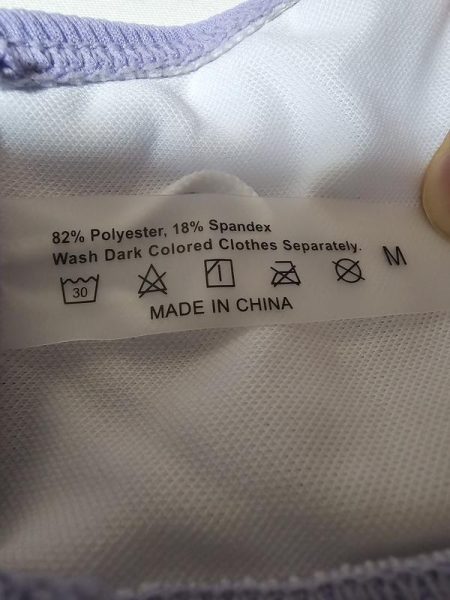 82% Polyester, 18% Spandex
Wash Dark Colored Clothes Separately.
30 M
MADE IN CHINA